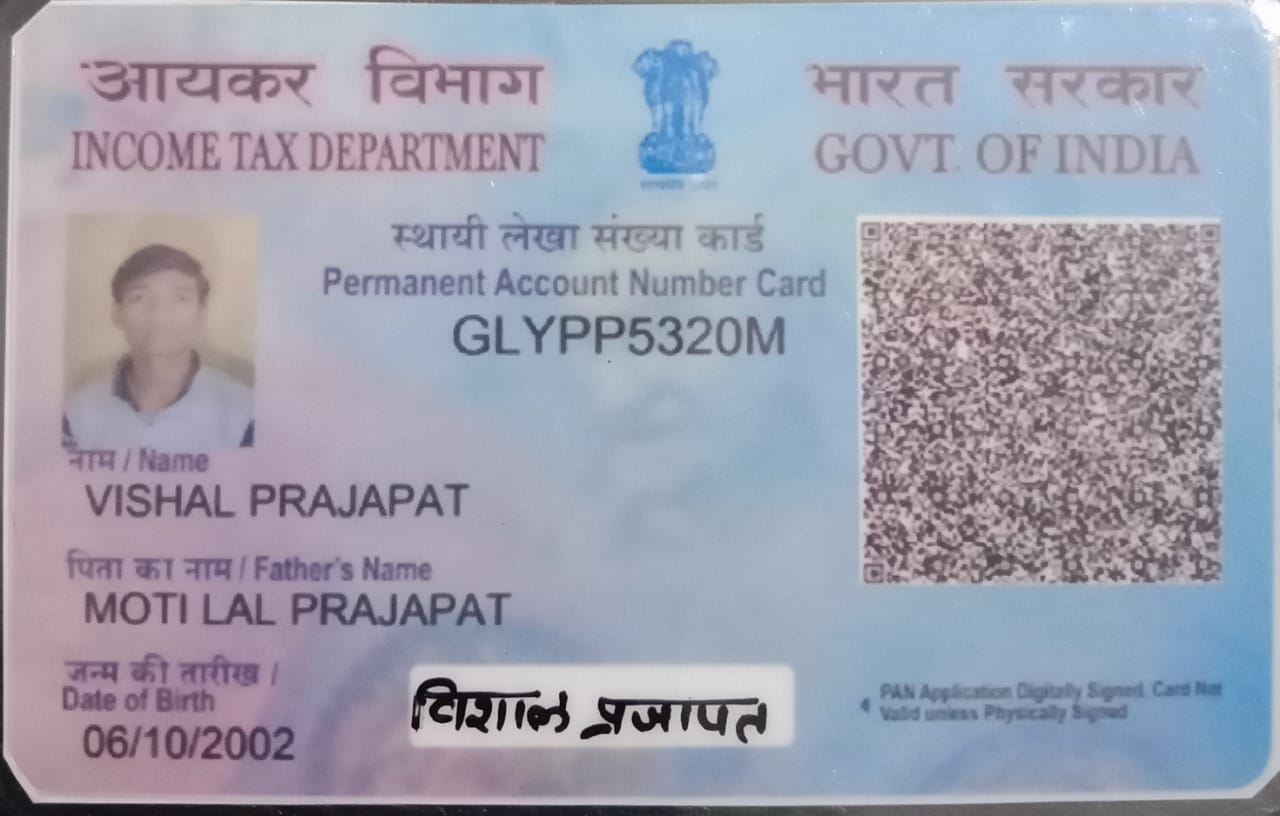 आयकर विभाग
INCOME TAX DEPARTMENT
भारत सरकार
GOVT. OF INDIA
स्थायी लेखा संख्या कार्ड
Permanent Account Number Card
GLYPP5320M
नाम / Name
VISHAL PRAJAPAT
पिता का नाम / Father's Name
MOTI LAL PRAJAPAT
जन्म की तारीख /
Date of Birth
06/10/2002
विशाल प्रजापत
PAN Application Digitally Signed, Card Not
Valid unless Physically Signed